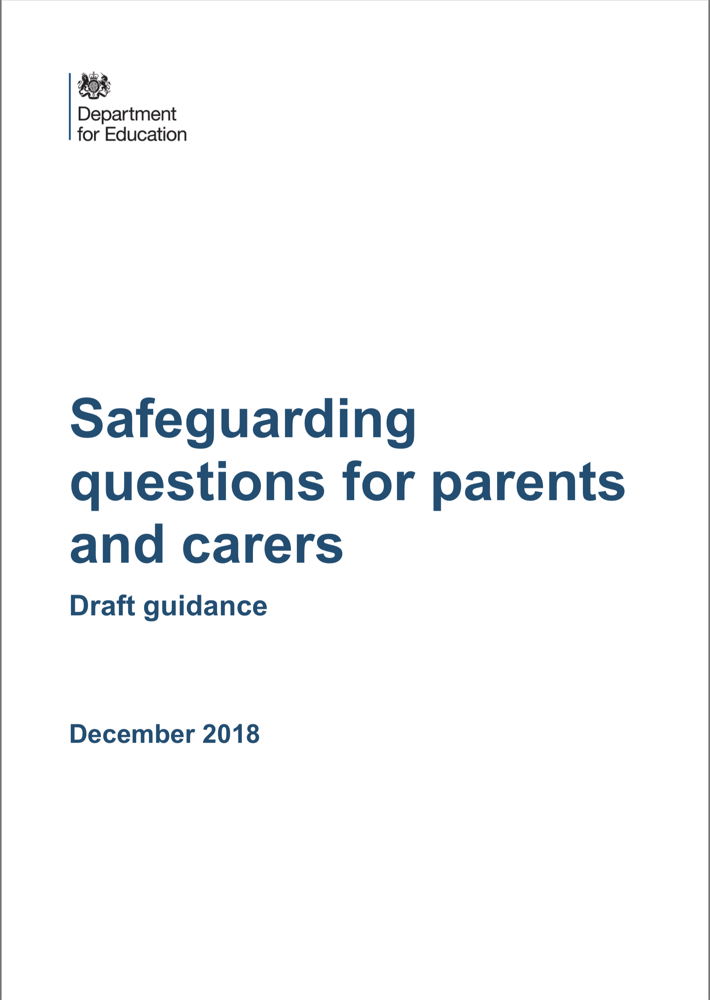 Department
for Education
Safeguarding
questions for parents
and carers
Draft guidance
December 2018